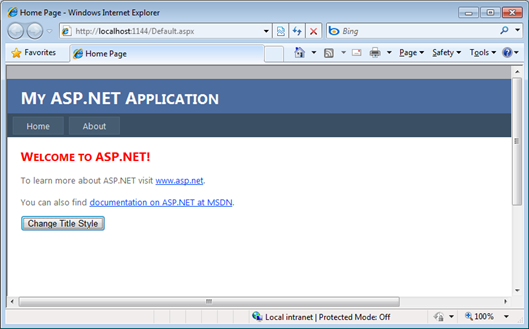 Home Page - Windows Internet Explorer
http://localhost:1144/Default.aspx
Bing
Favorites
Home Page
Page
Safety
Tools
MY ASP.NET APPLICATION
Home
About
WELCOME TO ASP.NET!
To learn more about ASP.NET visit www.asp.net.
You can also find documentation on ASP.NET at MSDN.
Change Title Style
Local intranet | Protected Mode: Off
100%